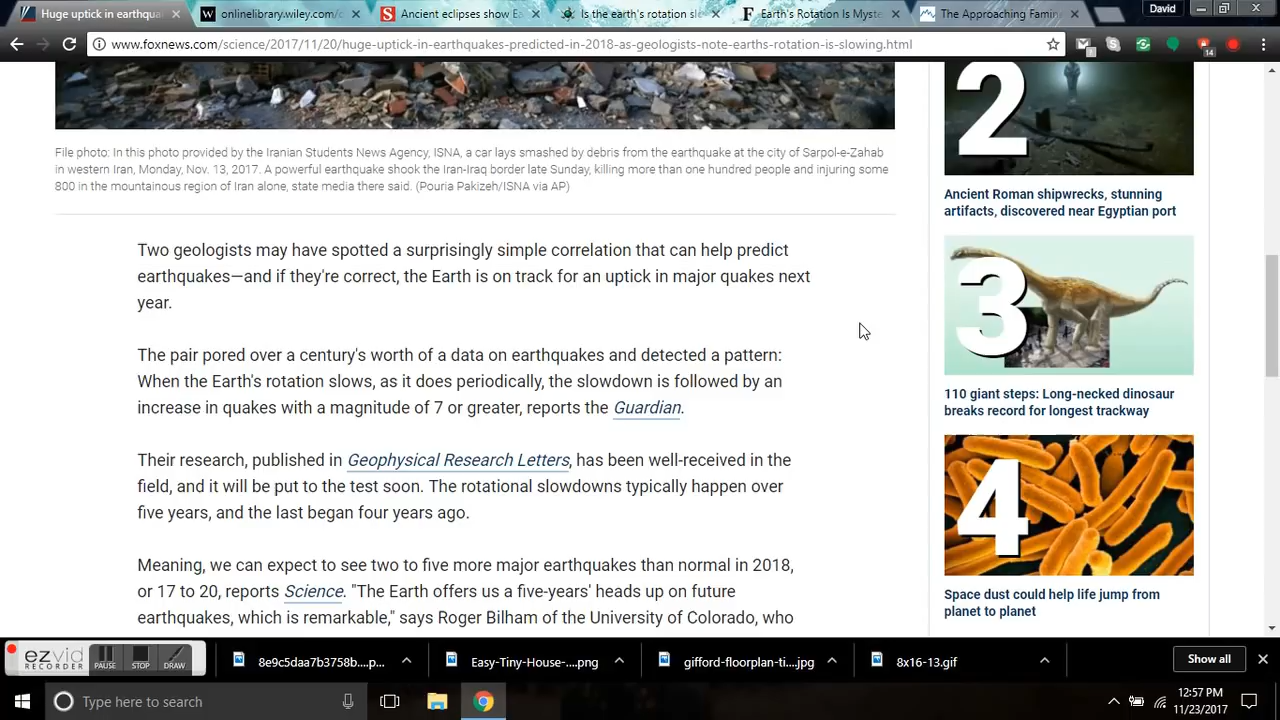 Huge uptick in earthqua
onlinelibrary.wiley.com/
Ancient eclipses show Ea
Is the earth's rotation slo
Earth's Rotation Is Myste
The Approaching Famin
David
www.foxnews.com/science/2017/11/20/huge-uptick-in-earthquakes-predicted-in-2018-as-geologists-note-earths-rotation-is-slowing.html
1
14
File photo: In this photo provided by the Iranian Students News Agency, ISNA, a car lays smashed by debris from the earthquake at the city of Sarpol-e-Zahab
in western Iran, Monday, Nov. 13, 2017. A powerful earthquake shook the Iran-Iraq border late Sunday, killing more than one hundred people and injuring some
800 in the mountainous region of Iran alone, state media there said. (Pouria Pakizeh/ISNA via AP)
Two geologists may have spotted a surprisingly simple correlation that can help predict
earthquakes—and if they're correct, the Earth is on track for an uptick in major quakes next
year.
The pair pored over a century's worth of a data on earthquakes and detected a pattern:
When the Earth's rotation slows, as it does periodically, the slowdown is followed by an
increase in quakes with a magnitude of 7 or greater, reports the Guardian.
Their research, published in Geophysical Research Letters, has been well-received in the
field, and it will be put to the test soon. The rotational slowdowns typically happen over
five years, and the last began four years ago.
Meaning, we can expect to see two to five more major earthquakes than normal in 2018,
or 17 to 20, reports Science. "The Earth offers us a five-years' heads up on future
earthquakes, which is remarkable," says Roger Bilham of the University of Colorado, who
2
Ancient Roman shipwrecks, stunning
artifacts, discovered near Egyptian port
3
110 giant steps: Long-necked dinosaur
breaks record for longest trackway
4
Space dust could help life jump from
planet to planet
ezvid
RECORDER
PAUSE
STOP
DRAW
8e9c5daa7b3758b....p...
Easy-Tiny-House-....png
gifford-floorplan-ti....jpg
8x16-13.gif
Show all
Type here to search
12:57 PM
11/23/2017